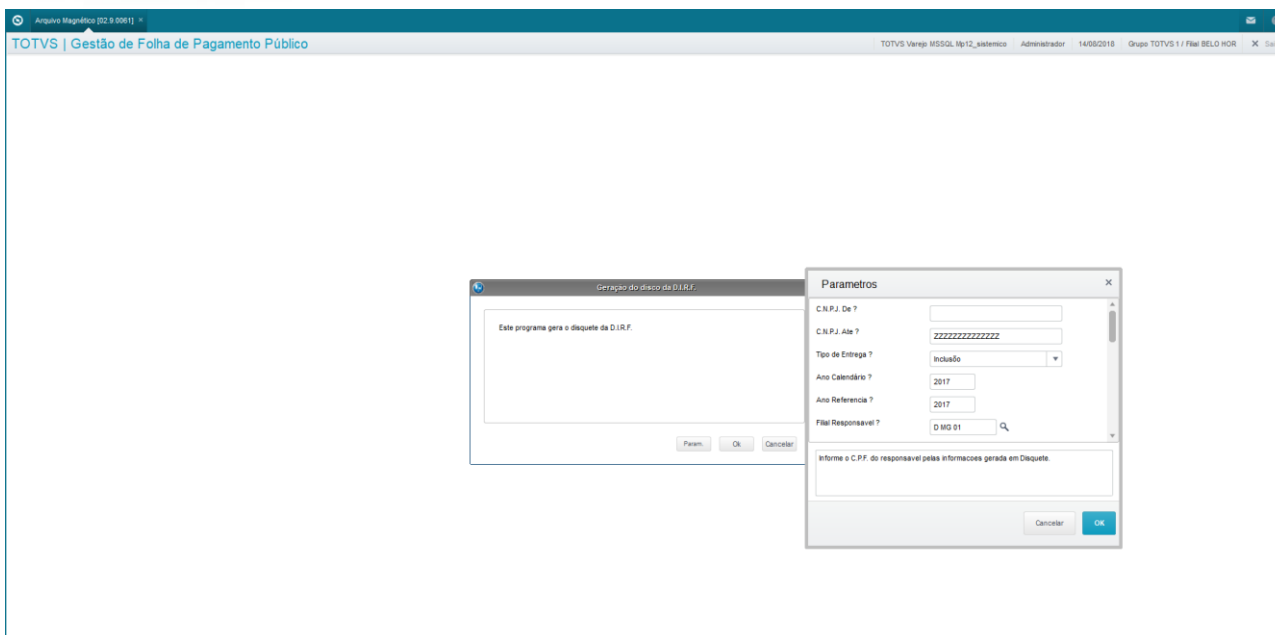 Arquivo Magnético [02.9.0061] ×
TOTVS | Gestão de Folha de Pagamento Público
TOTVS Varejo MSSQL Mp12_sistemico Administrador 14/08/2018 Grupo TOTVS 1 / Filial BELO HOR × Sai
Geração do disco da D.I.R.F.
Este programa gera o disquete da D.I.R.F.
Param. Ok Cancelar
Parametros ×
C.N.P.J. De ?
C.N.P.J. Ate ? ZZZZZZZZZZZZZZ
Tipo de Entrega ? Inclusão
Ano Calendário ? 2017
Ano Referencia ? 2017
Filial Responsavel ? D MG 01
Informe o C.P.F. do responsavel pelas informacoes gerada em Disquete.
Cancelar OK